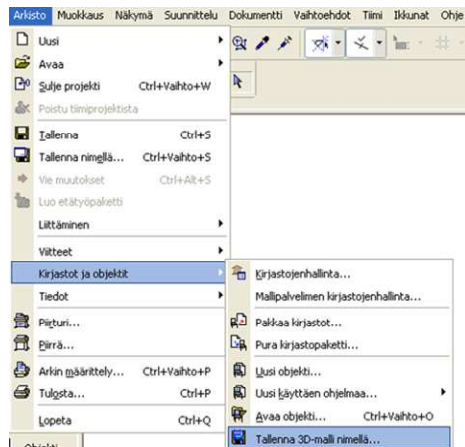 Arkisto Muokkaus Näkymä Suunnittelu Dokumentti Vaihtoehdot Tiimi Ikkunat Ohje
Uusi
Avaa
Sulje projekti Ctrl+Vaihto+W
Poistu tiimiprojektista
Tallenna Ctrl+S
Tallenna nimellä... Ctrl+Vaihto+S
Vie muutokset Ctrl+Alt+S
Luo etätyöpaketti
Liittäminen
Viitteet
Kirjastot ja objektit
Tiedot
Piirturi...
Piirrä...
Arkin määrittely... Ctrl+Vaihto+P
Tulosta... Ctrl+P
Lopeta Ctrl+Q
Kirjastojenhallinta...
Mallipalvelimen kirjastojenhallinta...
Pakkaa kirjastot...
Pura kirjastopaketti...
Uusi objekti...
Uusi käyttäen ohjelmaa...
Avaa objekti... Ctrl+Vaihto+O
Tallenna 3D-malli nimellä...